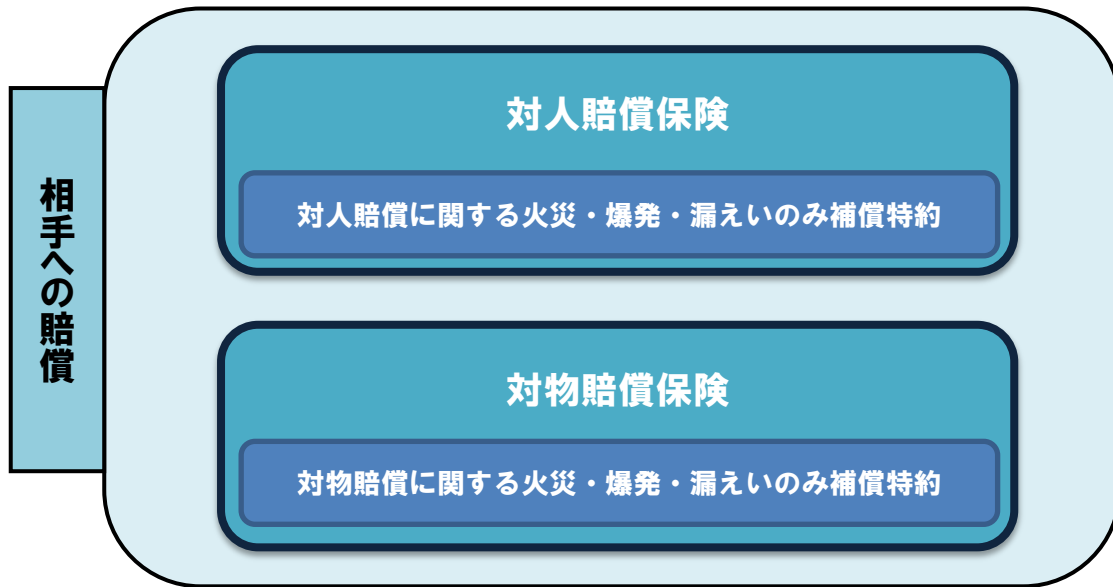 相手への賠償
対人賠償保険
対人賠償に関する火災・爆発・漏えいのみ補償特約
対物賠償保険
対物賠償に関する火災・爆発・漏えいのみ補償特約